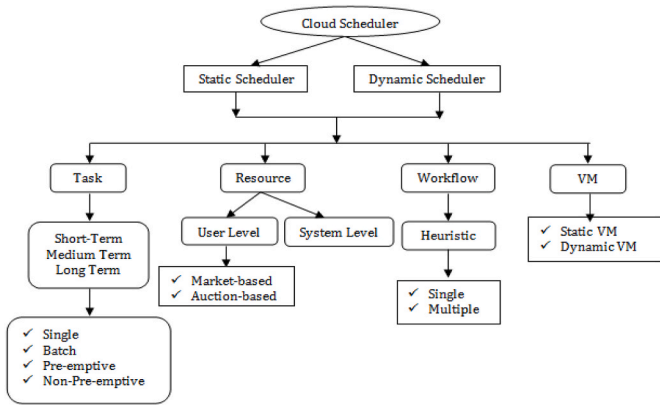 Cloud Scheduler
Static Scheduler
Dynamic Scheduler
Task
Resource
Workflow
VM
Short-Term
Medium Term
Long Term
User Level
System Level
Heuristic
✓ Static VM
✓ Dynamic VM
✓ Market-based
✓ Auction-based
✓ Single
✓ Multiple
✓ Single
✓ Batch
✓ Pre-emptive
✓ Non-Pre-emptive